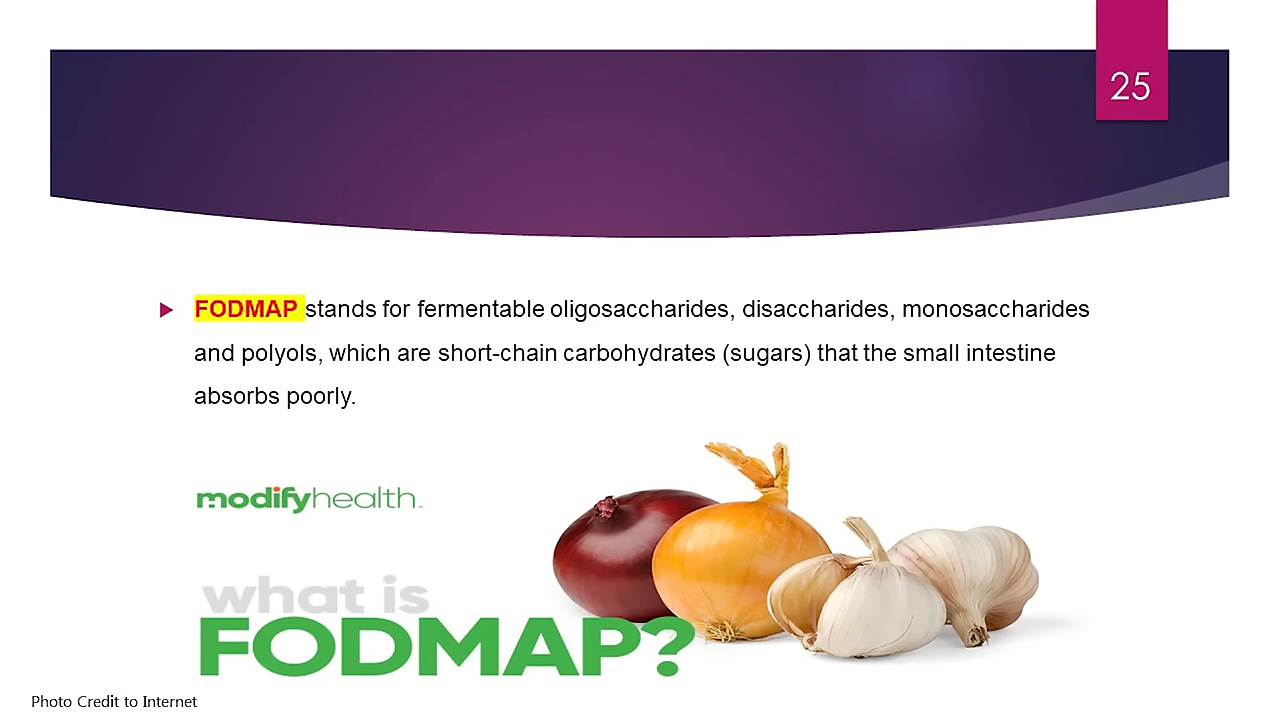 25
FODMAP stands for fermentable oligosaccharides, disaccharides, monosaccharides
and polyols, which are short-chain carbohydrates (sugars) that the small intestine
absorbs poorly.
modifyhealth
what is
FODMAP?
Photo Credit to Internet